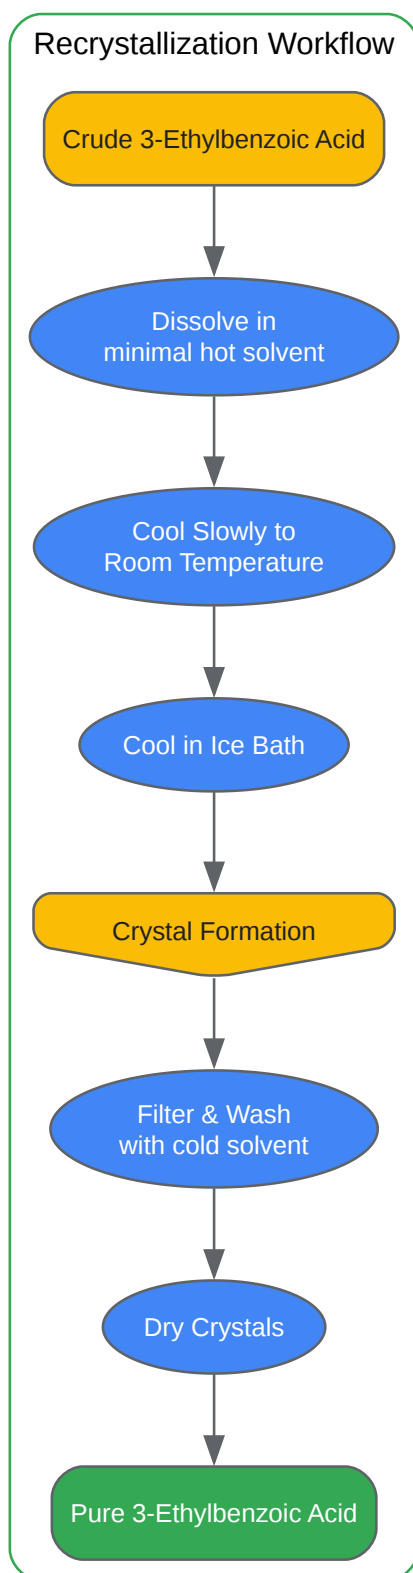 Recrystallization Workflow
Crude 3-Ethylbenzoic Acid
Dissolve in
minimal hot solvent
Cool Slowly to
Room Temperature
Cool in Ice Bath
Crystal Formation
Filter & Wash
with cold solvent
Dry Crystals
Pure 3-Ethylbenzoic Acid